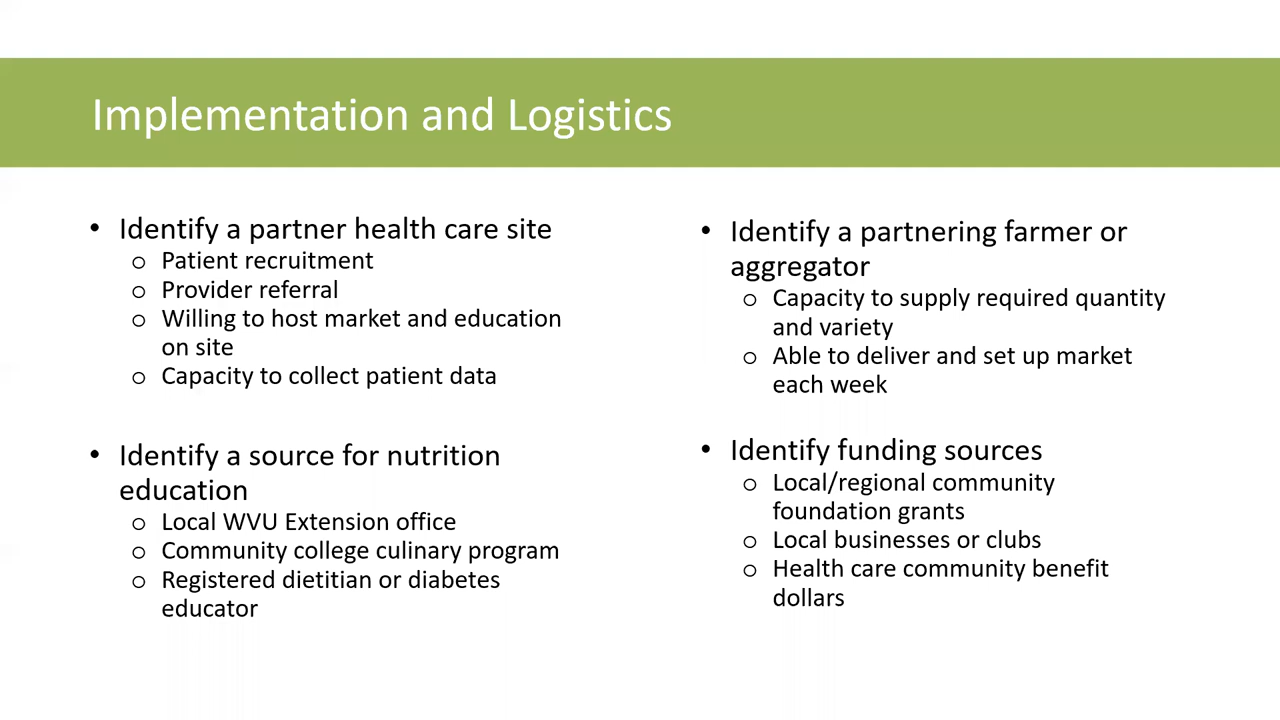 Implementation and Logistics
• Identify a partner health care site
o Patient recruitment
o Provider referral
o Willing to host market and education
on site
o Capacity to collect patient data
• Identify a source for nutrition
education
o Local WVU Extension office
o Community college culinary program
o Registered dietitian or diabetes
educator
• Identify a partnering farmer or
aggregator
o Capacity to supply required quantity
and variety
o Able to deliver and set up market
each week
• Identify funding sources
o Local/regional community
foundation grants
o Local businesses or clubs
o Health care community benefit
dollars